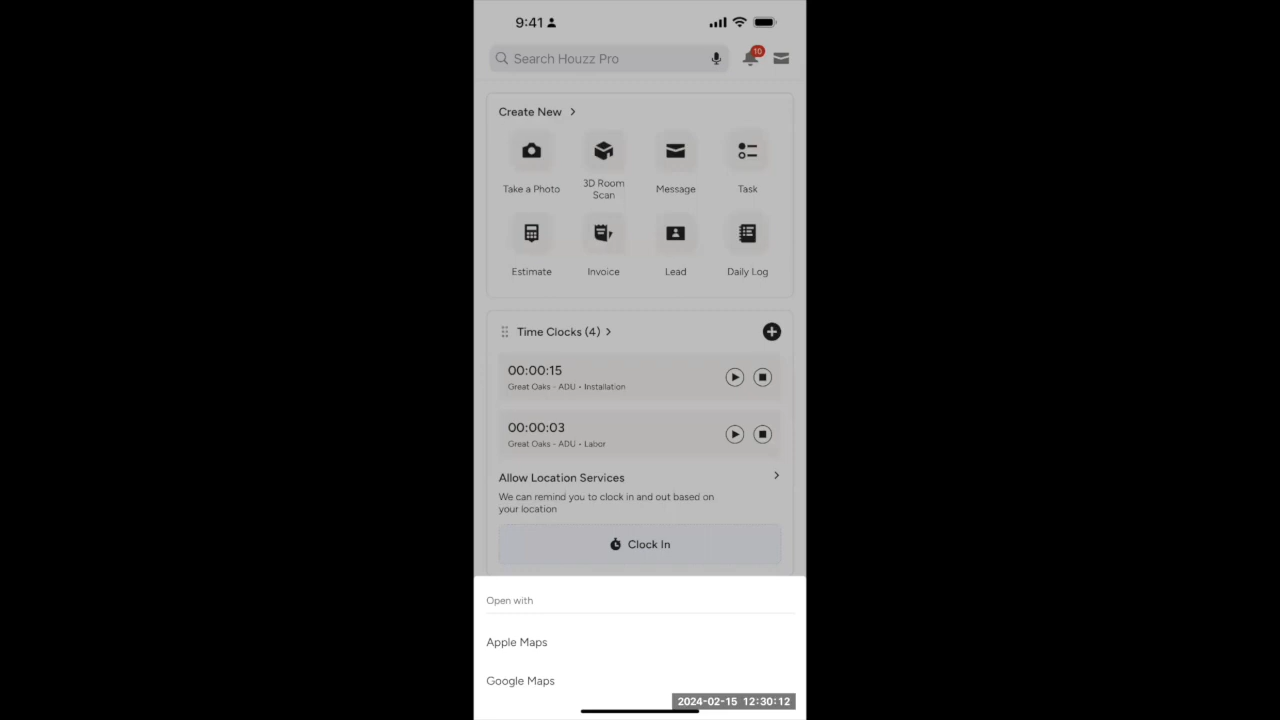 9:41
Search Houzz Pro
10
Create New
Take a Photo
3D Room
Scan
Message
Task
Estimate
Invoice
Lead
Daily Log
Time Clocks (4)
00:00:15
Great Oaks - ADU • Installation
00:00:03
Great Oaks - ADU • Labor
Allow Location Services
We can remind you to clock in and out based on
your location
Clock In
Open with
Apple Maps
Google Maps
2024-02-15 12:30:12